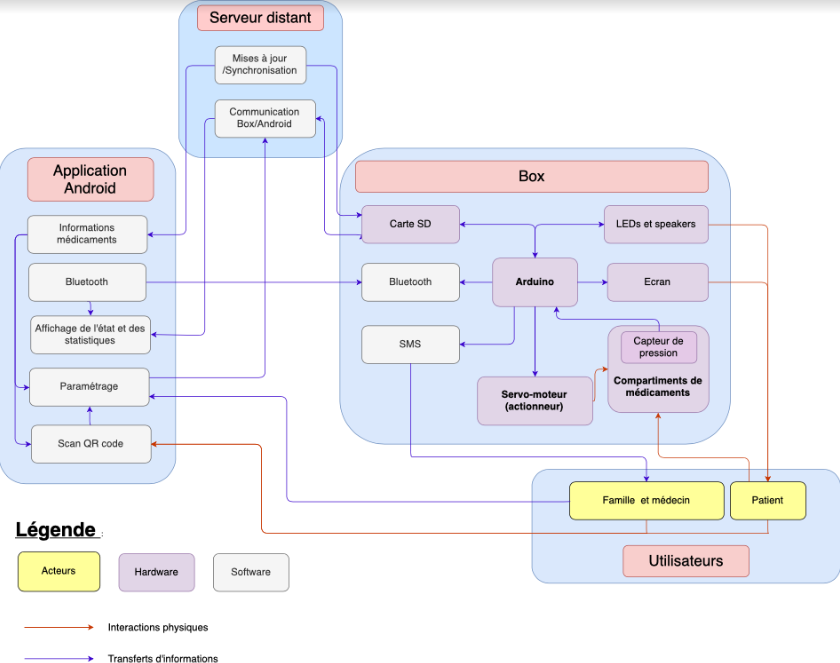 Serveur distant
Mises à jour
/Synchronisation
Communication
Box/Android
Application
Android
Informations
médicaments
Bluetooth
Affichage de l'état et des
statistiques
Paramétrage
Scan QR code
Box
Carte SD
LEDs et speakers
Bluetooth
Arduino
Ecran
SMS
Capteur de
pression
Compartiments de
médicaments
Servo-moteur
(actionneur)
Famille et médecin
Patient
Utilisateurs
Légende :
Acteurs
Hardware
Software
Interactions physiques
Transferts d'informations